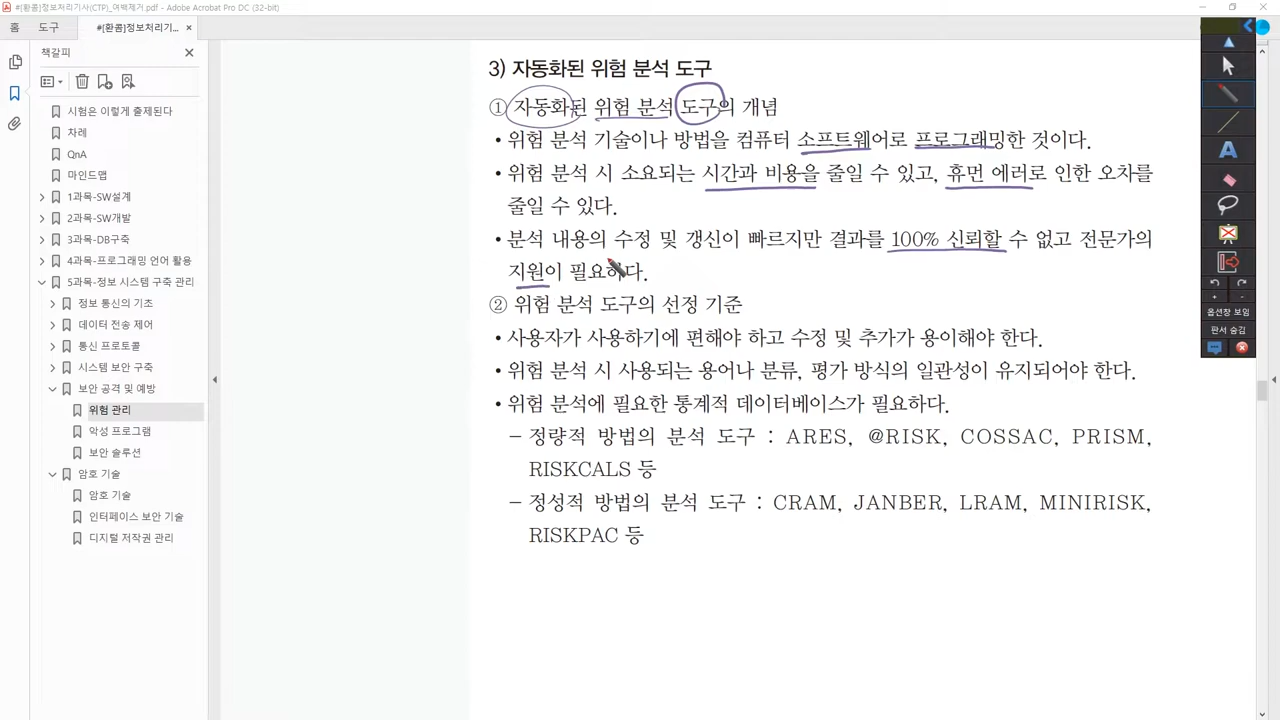 #[환콤]정보처리기사(CTP)_여백제거.pdf - Adobe Acrobat Pro DC (32-bit)
홈 도구 #[환콤]정보처리기... ×
책갈피
시험은 이렇게 출제된다
차례
QnA
마인드맵
1과목-SW설계
2과목-SW개발
3과목-DB구축
4과목-프로그래밍 언어 활용
5과목-정보 시스템 구축 관리
정보 통신의 기초
데이터 전송 제어
통신 프로토콜
시스템 보안 구축
보안 공격 및 예방
위험 관리
악성 프로그램
보안 솔루션
암호 기술
암호 기술
인터페이스 보안 기술
디지털 저작권 관리
3) 자동화된 위험 분석 도구
① 자동화된 위험 분석 도구의 개념
• 위험 분석 기술이나 방법을 컴퓨터 소프트웨어로 프로그래밍한 것이다.
• 위험 분석 시 소요되는 시간과 비용을 줄일 수 있고, 휴먼 에러로 인한 오차를
줄일 수 있다.
• 분석 내용의 수정 및 갱신이 빠르지만 결과를 100% 신뢰할 수 없고 전문가의
지원이 필요하다.
② 위험 분석 도구의 선정 기준
• 사용자가 사용하기에 편해야 하고 수정 및 추가가 용이해야 한다.
• 위험 분석 시 사용되는 용어나 분류, 평가 방식의 일관성이 유지되어야 한다.
• 위험 분석에 필요한 통계적 데이터베이스가 필요하다.
– 정량적 방법의 분석 도구 : ARES, @RISK, COSSAC, PRISM,
RISKCALS 등
– 정성적 방법의 분석 도구 : CRAM, JANBER, LRAM, MINIRISK,
RISKPAC 등
A
옵션창 보임
판서 숨김